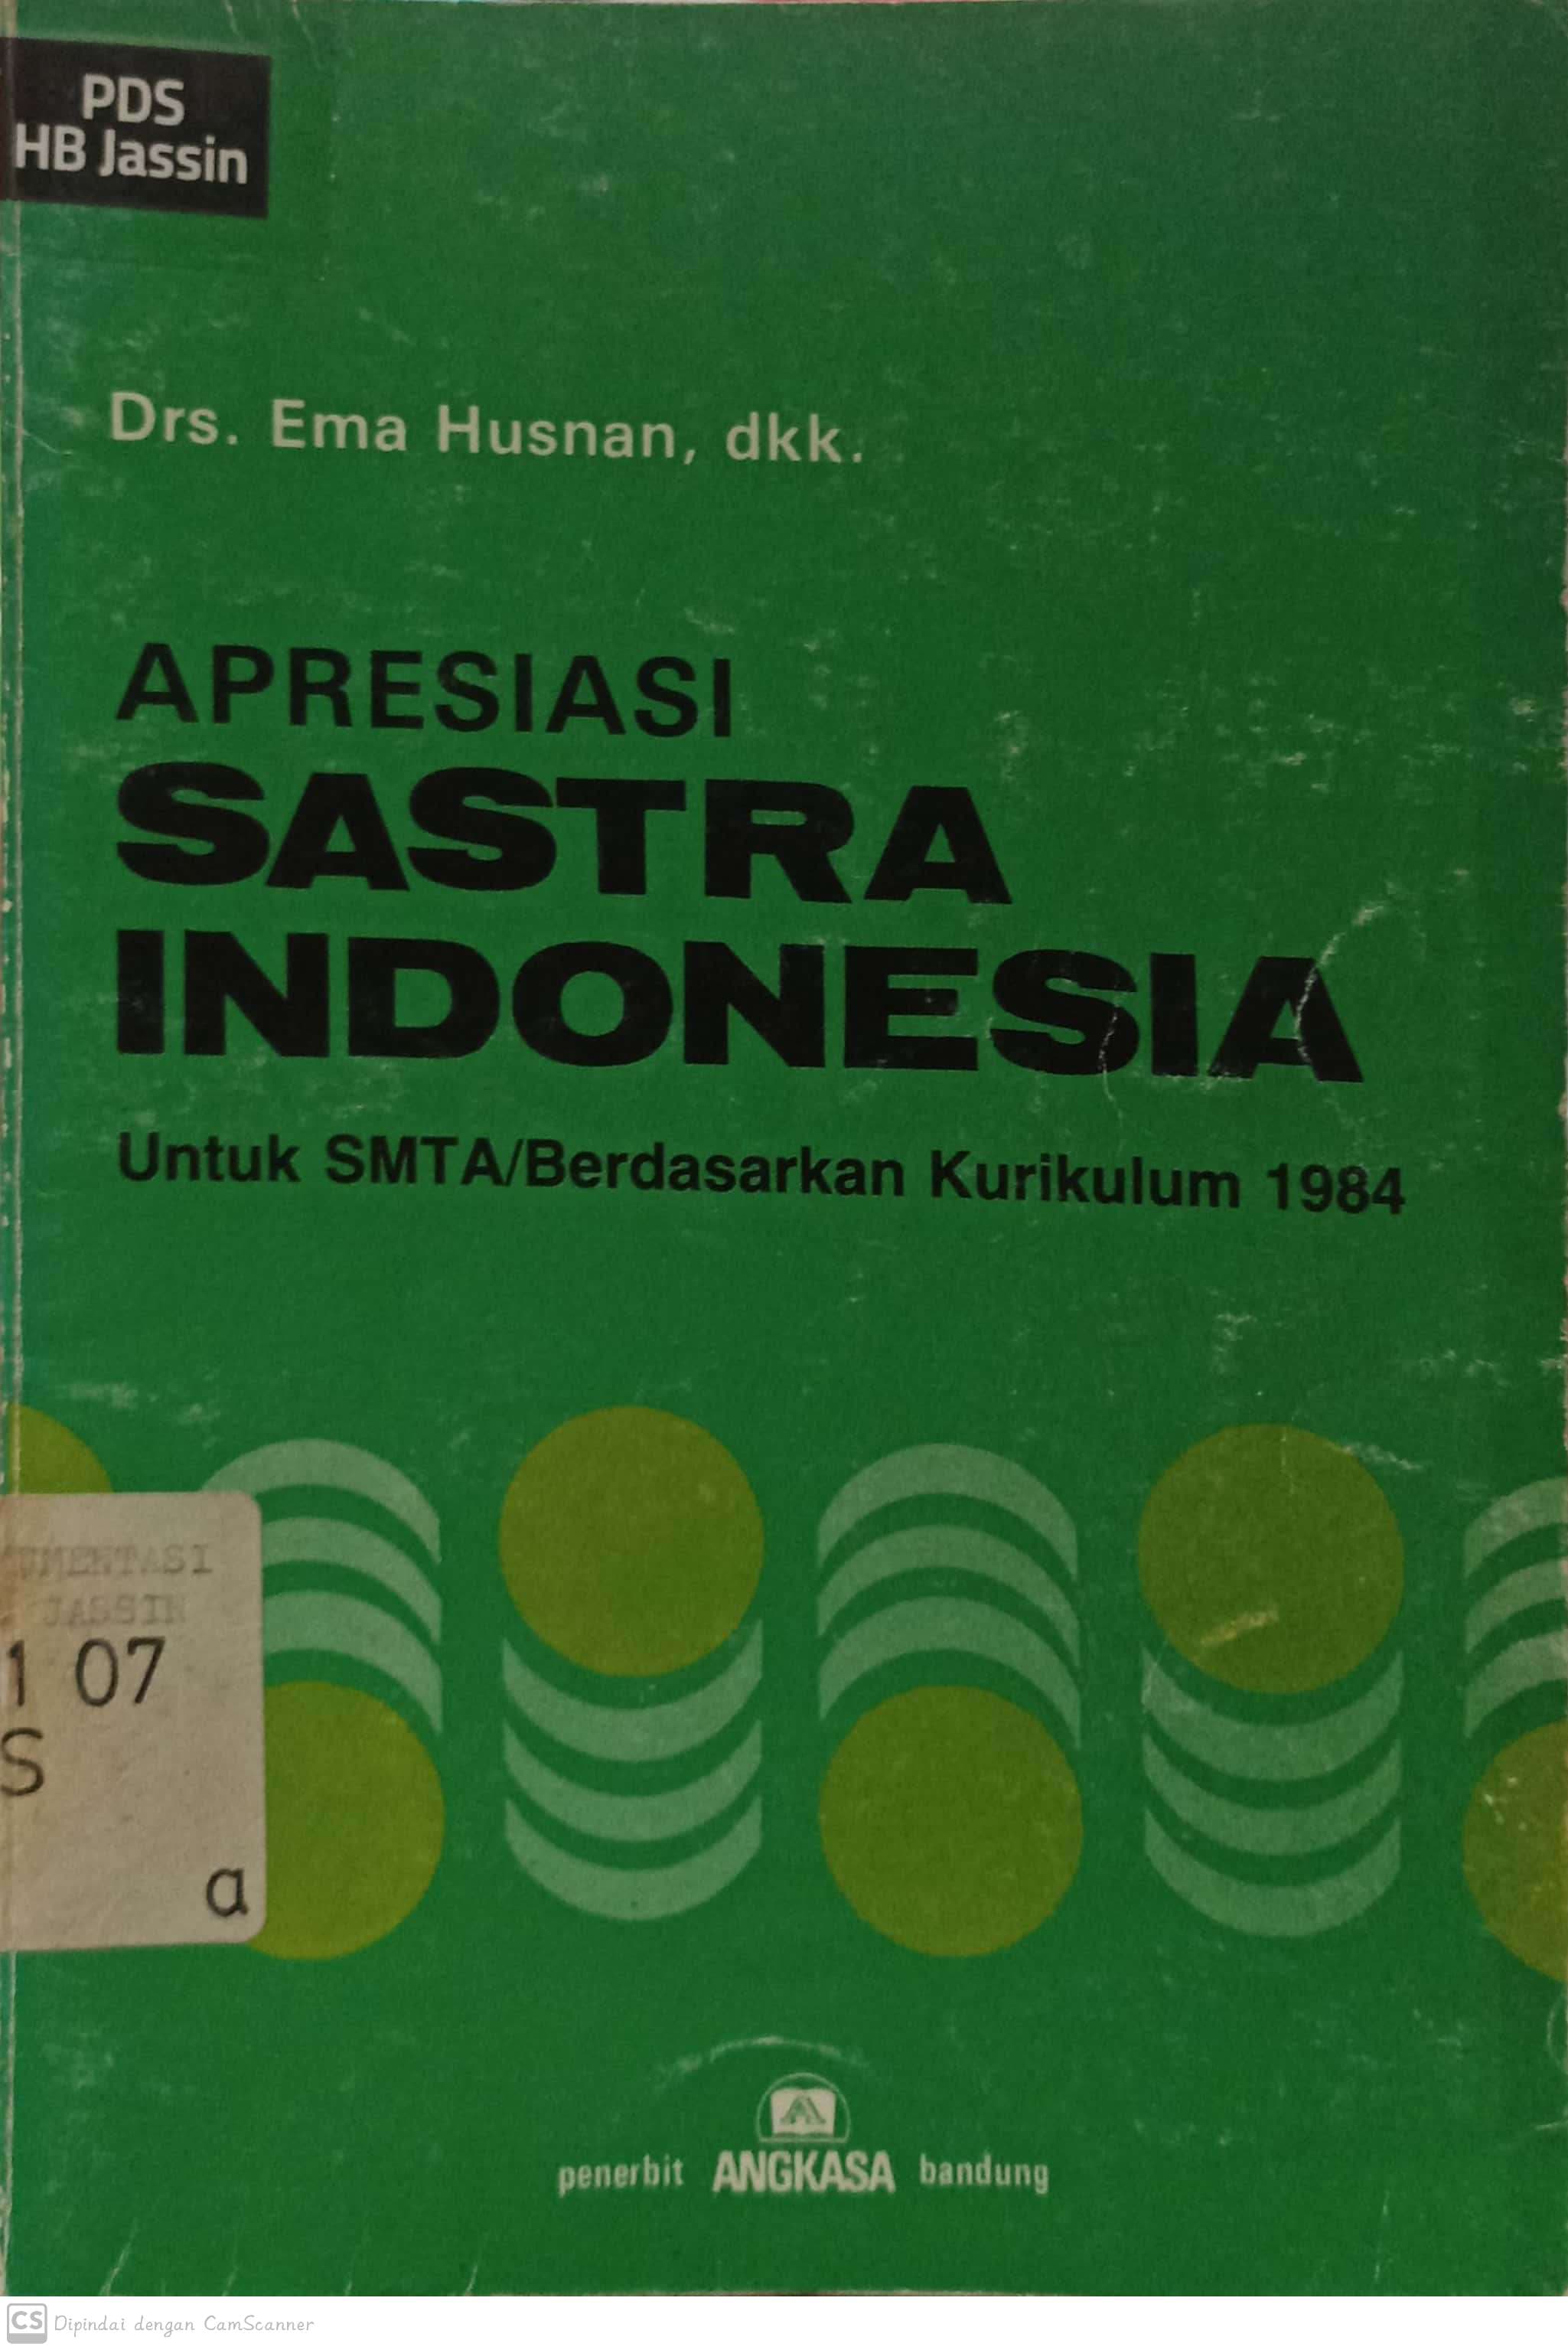 PDS
HB Jassin
Drs. Ema Husnan, dkk.
APRESIASI
SASTRA
INDONESIA
Untuk SMTA/Berdasarkan Kurikulum 1984
UMENTASI
JASSIN
1 07
S
a
penerbit ANGKASA bandung
CS Dipindai dengan CamScanner